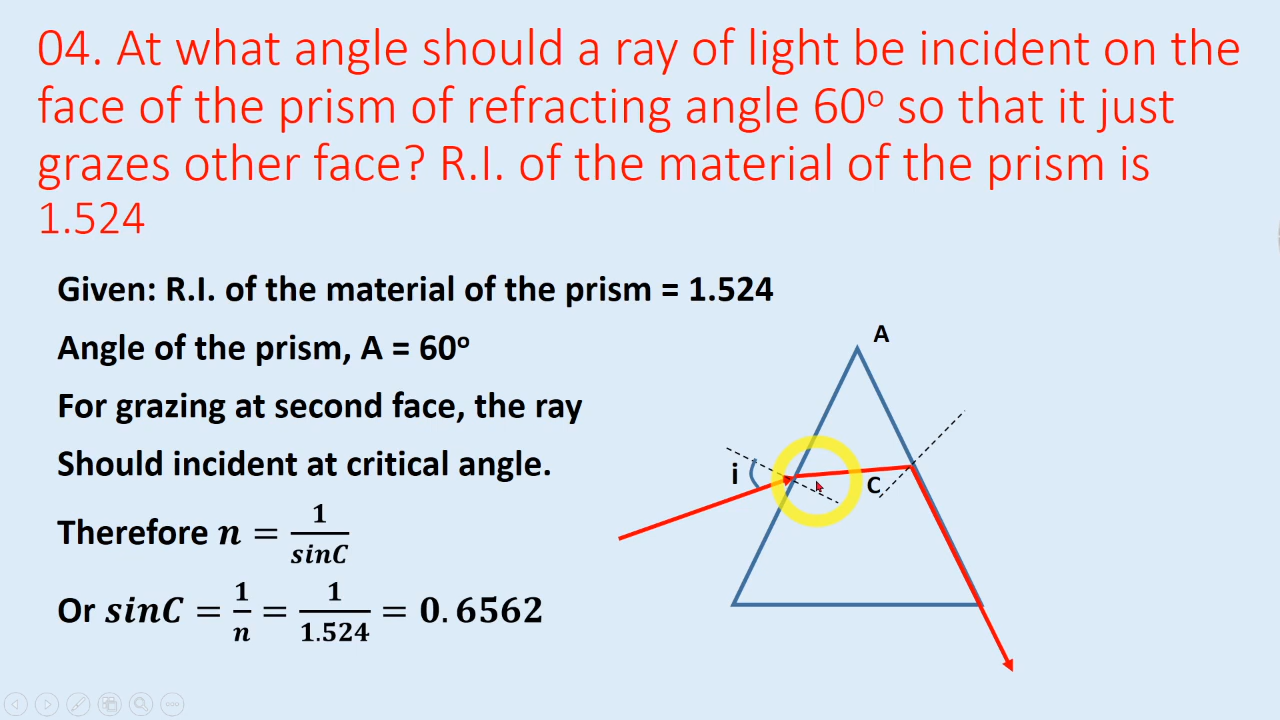 04. At what angle should a ray of light be incident on the
face of the prism of refracting angle 60ᵒ so that it just
grazes other face? R.I. of the material of the prism is
1.524
Given: R.I. of the material of the prism = 1.524
Angle of the prism, A = 60ᵒ
For grazing at second face, the ray
Should incident at critical angle.
Therefore n = 1/sinC
Or sinC = 1/n = 1/1.524 = 0.6562
A
i
C